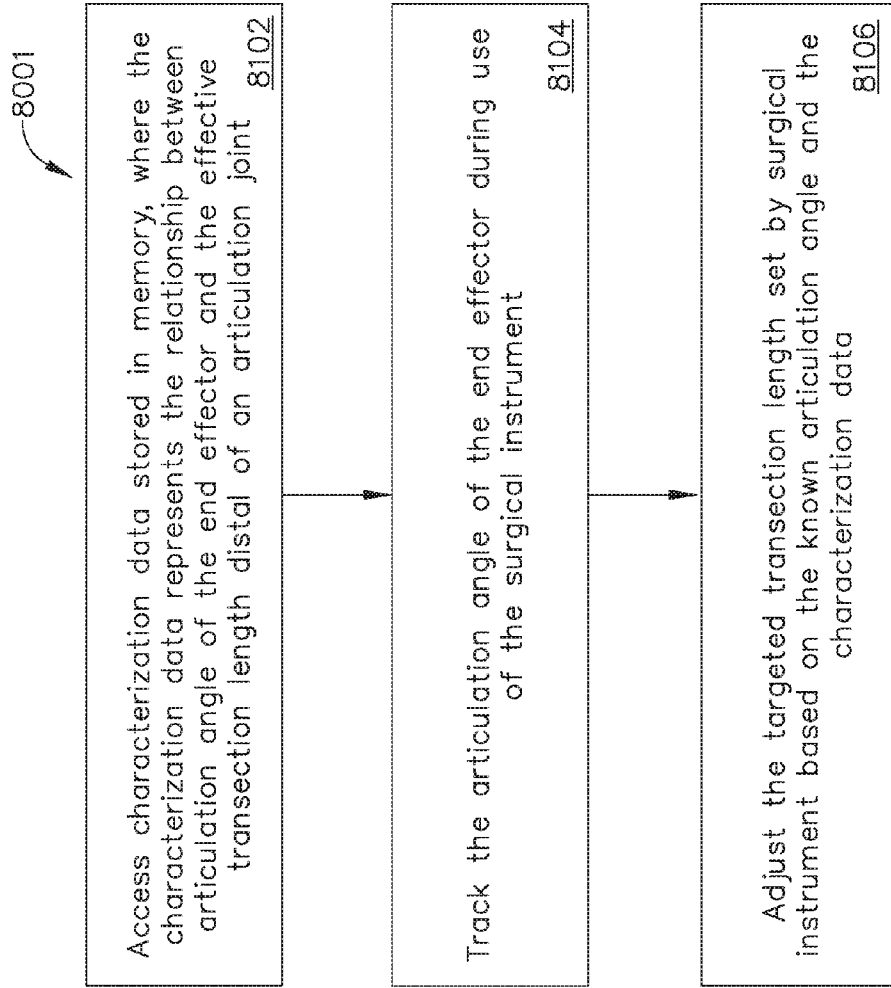 8001
Access characterization data stored in memory, where the
characterization data represents the relationship between
articulation angle of the end effector and the effective
transection length distal of an articulation joint
8102
Track the articulation angle of the end effector during use
of the surgical instrument
8104
Adjust the targeted transection length set by surgical
instrument based on the known articulation angle and the
characterization data
8106